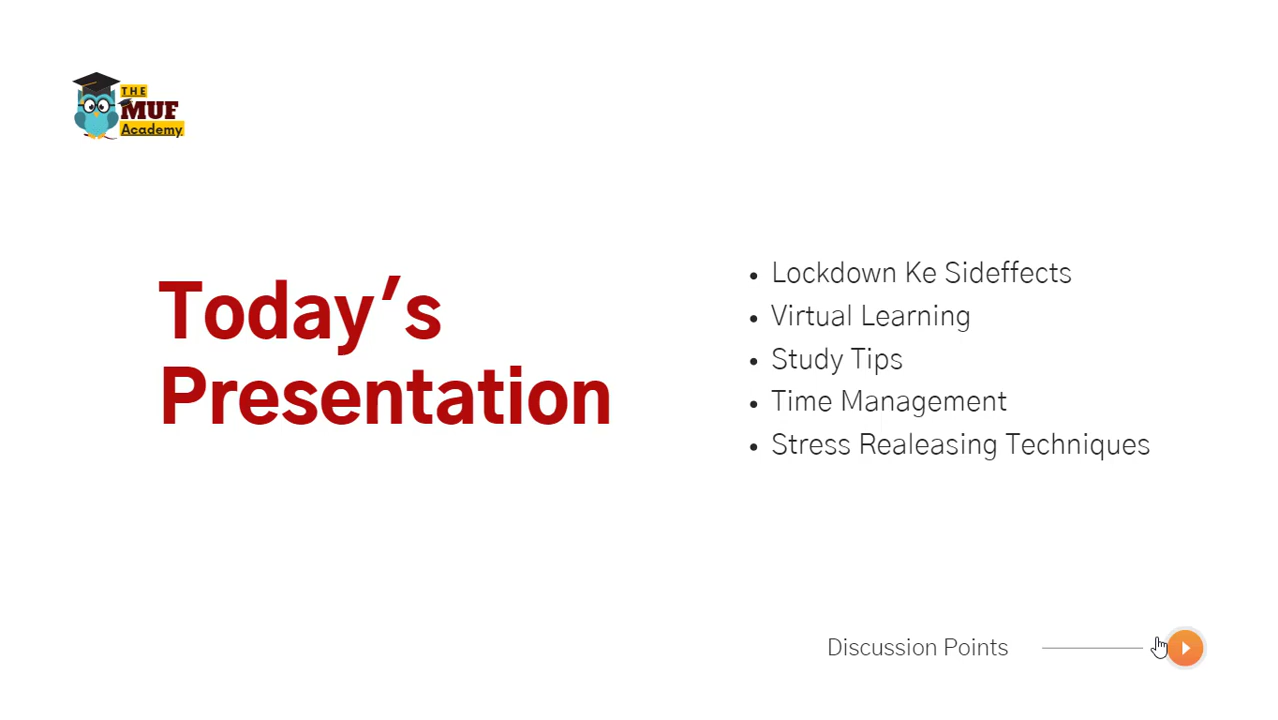 THE
MUF
Academy
Today's
Presentation
• Lockdown Ke Sideffects
• Virtual Learning
• Study Tips
• Time Management
• Stress Realeasing Techniques
Discussion Points